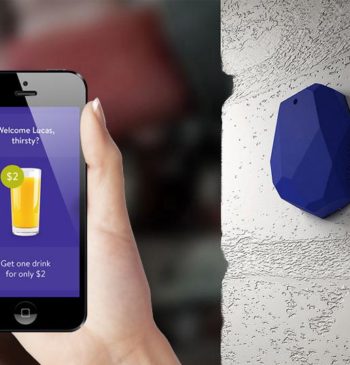 Welcome Lucas,
thirsty?
$2
Get one drink
for only $2